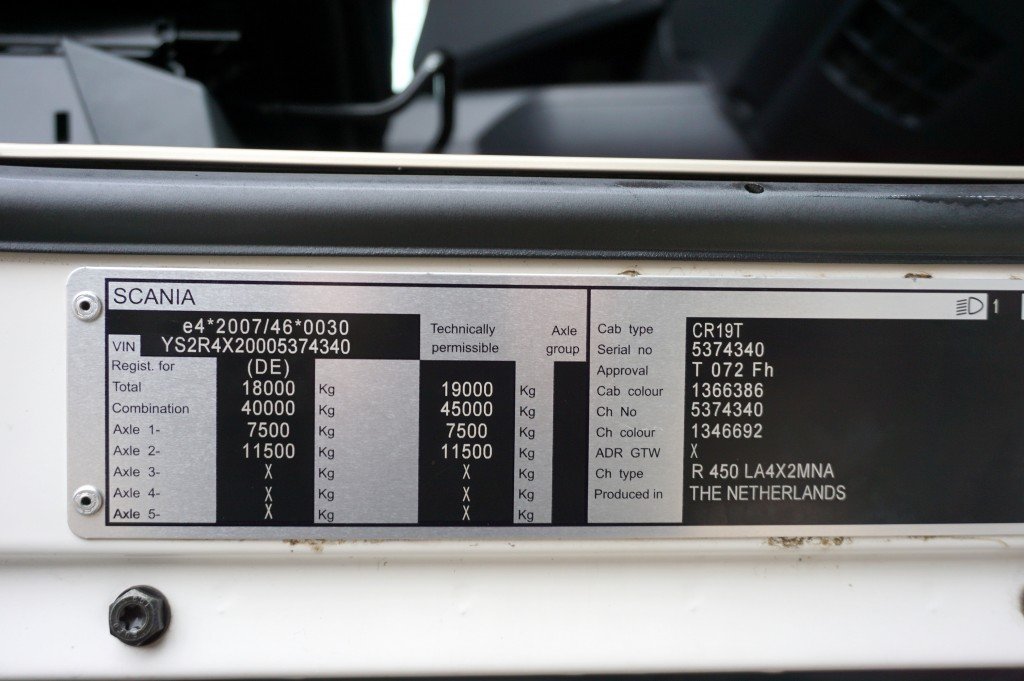 SCANIA
e4*2007/46*0030
VIN YS2R4X20005374340
Technically permissible
Axle group
Regist. for (DE)
Total 18000 Kg 19000 Kg
Combination 40000 Kg 45000 Kg
Axle 1- 7500 Kg 7500 Kg
Axle 2- 11500 Kg 11500 Kg
Axle 3- X Kg X Kg
Axle 4- X Kg X Kg
Axle 5- X Kg X Kg
1
Cab type CR19T
Serial no 5374340
Approval T 072 Fh
Cab colour 1366386
Ch No 5374340
Ch colour 1346692
ADR GTW X
Ch type R 450 LA4X2MNA
Produced in THE NETHERLANDS